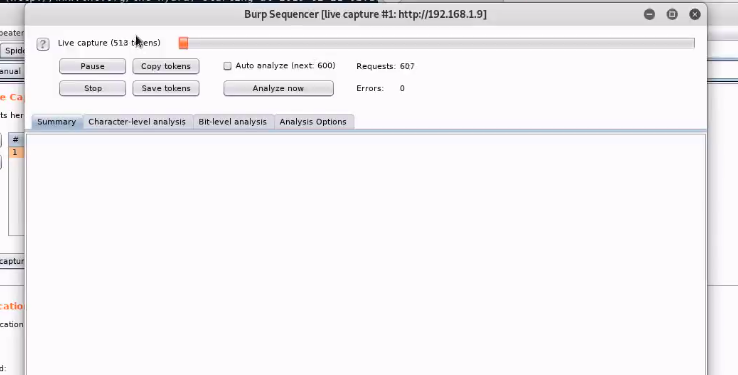 Burp Sequencer [live capture #1: http://192.168.1.9]
peater
? Live capture (513 tokens)
Spide
Pause Copy tokens Auto analyze (next: 600) Requests: 607
anual
Stop Save tokens Analyze now Errors: 0
e Ca
ts her
Summary Character-level analysis Bit-level analysis Analysis Options
#
1
captur
catio
cation
d: